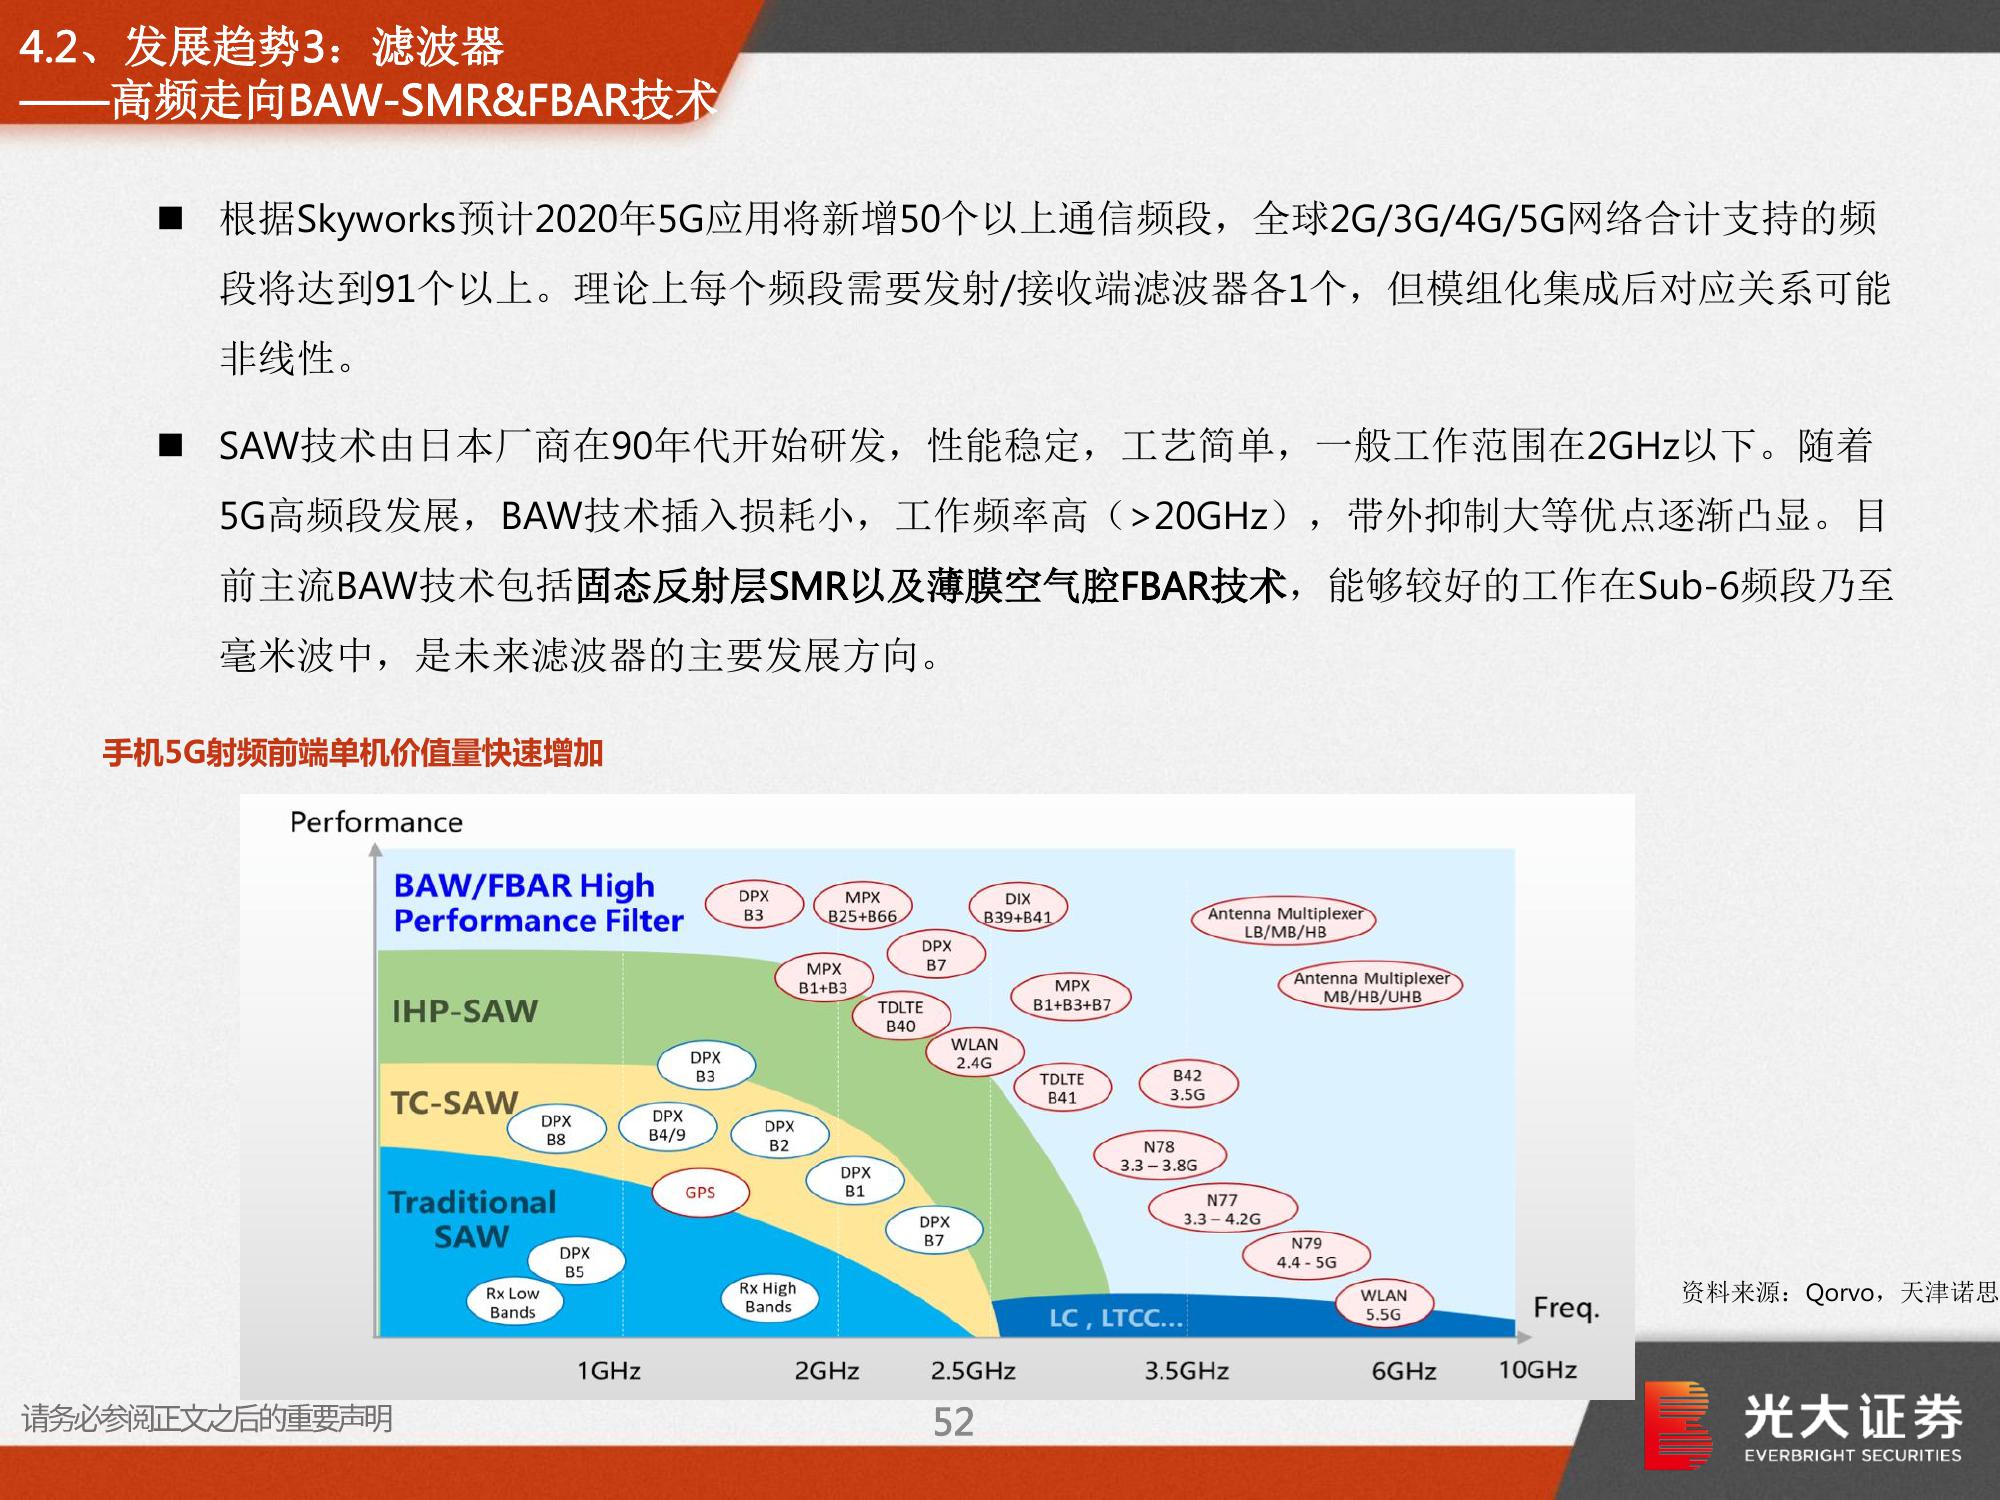 4.2、发展趋势3：滤波器
——高频走向BAW-SMR&FBAR技术
■ 根据Skyworks预计2020年5G应用将新增50个以上通信频段，全球2G/3G/4G/5G网络合计支持的频
段将达到91个以上。理论上每个频段需要发射/接收端滤波器各1个，但模组化集成后对应关系可能
非线性。
■ SAW技术由日本厂商在90年代开始研发，性能稳定，工艺简单，一般工作范围在2GHz以下。随着
5G高频段发展，BAW技术插入损耗小，工作频率高（>20GHz），带外抑制大等优点逐渐凸显。目
前主流BAW技术包括固态反射层SMR以及薄膜空气腔FBAR技术，能够较好的工作在Sub-6频段乃至
毫米波中，是未来滤波器的主要发展方向。
手机5G射频前端单机价值量快速增加
Performance
BAW/FBAR High
Performance Filter
DPX
B3
MPX
B25+B66
DIX
B39+B41
Antenna Multiplexer
LB/MB/HB
DPX
B7
MPX
B1+B3
Antenna Multiplexer
MB/HB/UHB
MPX
B1+B3+B7
IHP-SAW
TDLTE
B40
WLAN
2.4G
DPX
B3
TDLTE
B41
B42
3.5G
TC-SAW
DPX
B8
DPX
B4/9
DPX
B2
N78
3.3 – 3.8G
DPX
B1
GPS
Traditional
SAW
N77
3.3 – 4.2G
DPX
B7
N79
4.4 - 5G
DPX
B5
Rx Low
Bands
Rx High
Bands
WLAN
5.5G
LC , LTCC...
Freq.
1GHz
2GHz
2.5GHz
3.5GHz
6GHz
10GHz
资料来源：Qorvo，天津诺思
请务必参阅正文之后的重要声明
52
光大证券
EVERBRIGHT SECURITIES